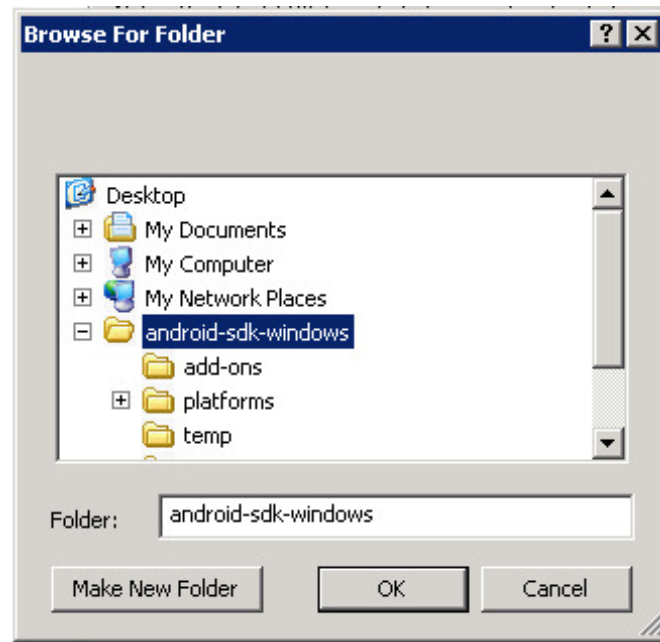 Browse For Folder
Desktop
My Documents
My Computer
My Network Places
android-sdk-windows
add-ons
platforms
temp
Folder: android-sdk-windows
Make New Folder OK Cancel